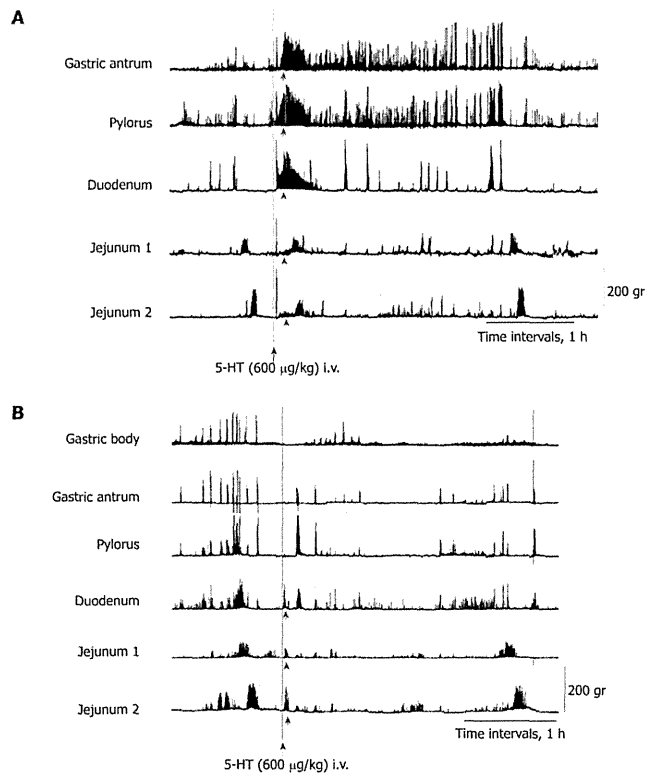 A
Gastric antrum
Pylorus
Duodenum
Jejunum 1
Jejunum 2
200 gr
Time intervals, 1 h
5-HT (600 μg/kg) i.v.
B
Gastric body
Gastric antrum
Pylorus
Duodenum
Jejunum 1
Jejunum 2
200 gr
Time intervals, 1 h
5-HT (600 μg/kg) i.v.